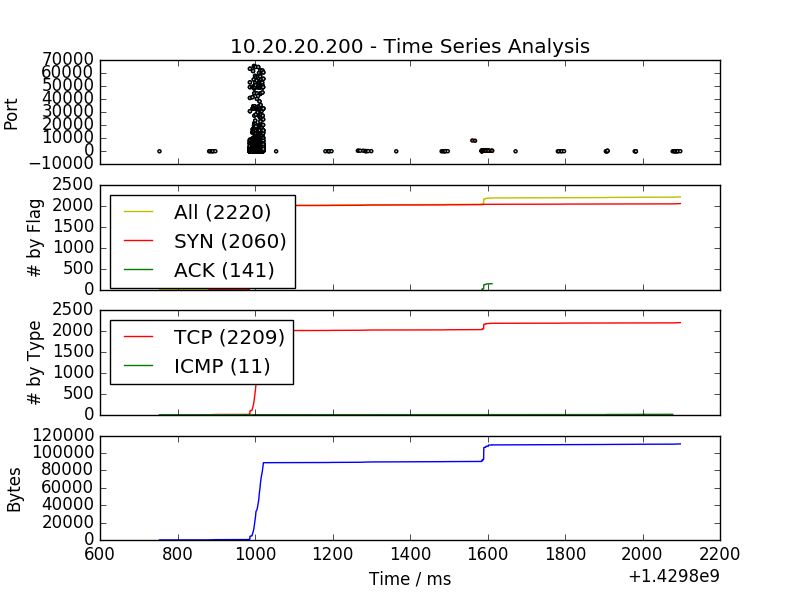 10.20.20.200 - Time Series Analysis
Port
70000
60000
50000
40000
30000
20000
10000
0
−10000
# by Flag
2500
2000
1500
1000
500
0
All (2220)
SYN (2060)
ACK (141)
# by Type
2500
2000
1500
1000
500
0
TCP (2209)
ICMP (11)
Bytes
120000
100000
80000
60000
40000
20000
0
600 800 1000 1200 1400 1600 1800 2000 2200
Time / ms
+1.4298e9